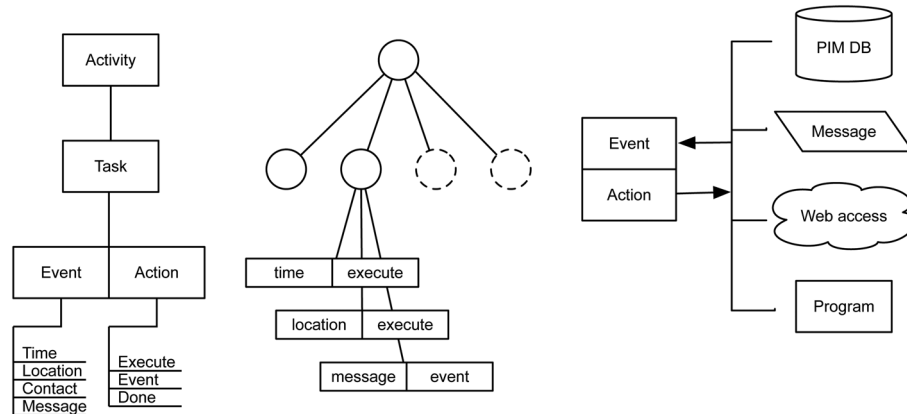 Activity
Task
Event Action
Time
Location
Contact
Message
Execute
Event
Done
time execute
location execute
message event
Event
Action
PIM DB
Message
Web access
Program